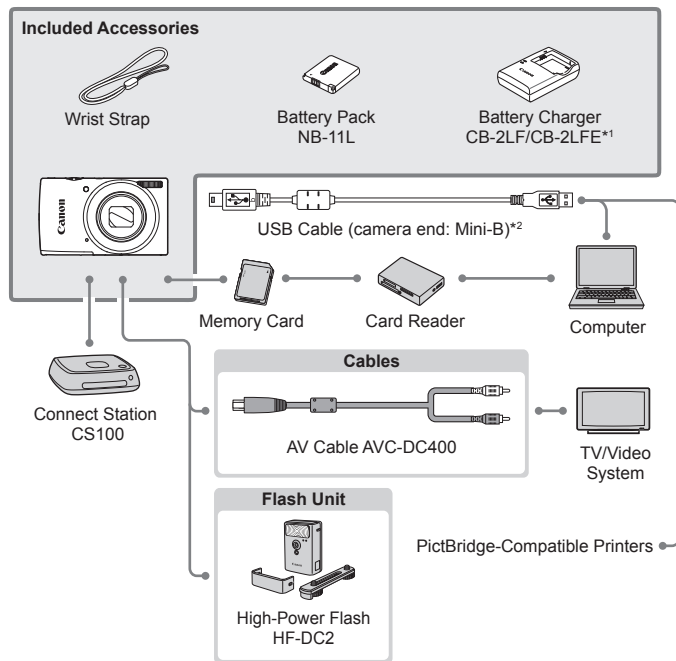 Included Accessories
Wrist Strap
Battery Pack
NB-11L
Battery Charger
CB-2LF/CB-2LFE*1
Canon
USB Cable (camera end: Mini-B)*2
Memory Card
Card Reader
Computer
Connect Station
CS100
Cables
AV Cable AVC-DC400
TV/Video
System
Flash Unit
High-Power Flash
HF-DC2
PictBridge-Compatible Printers